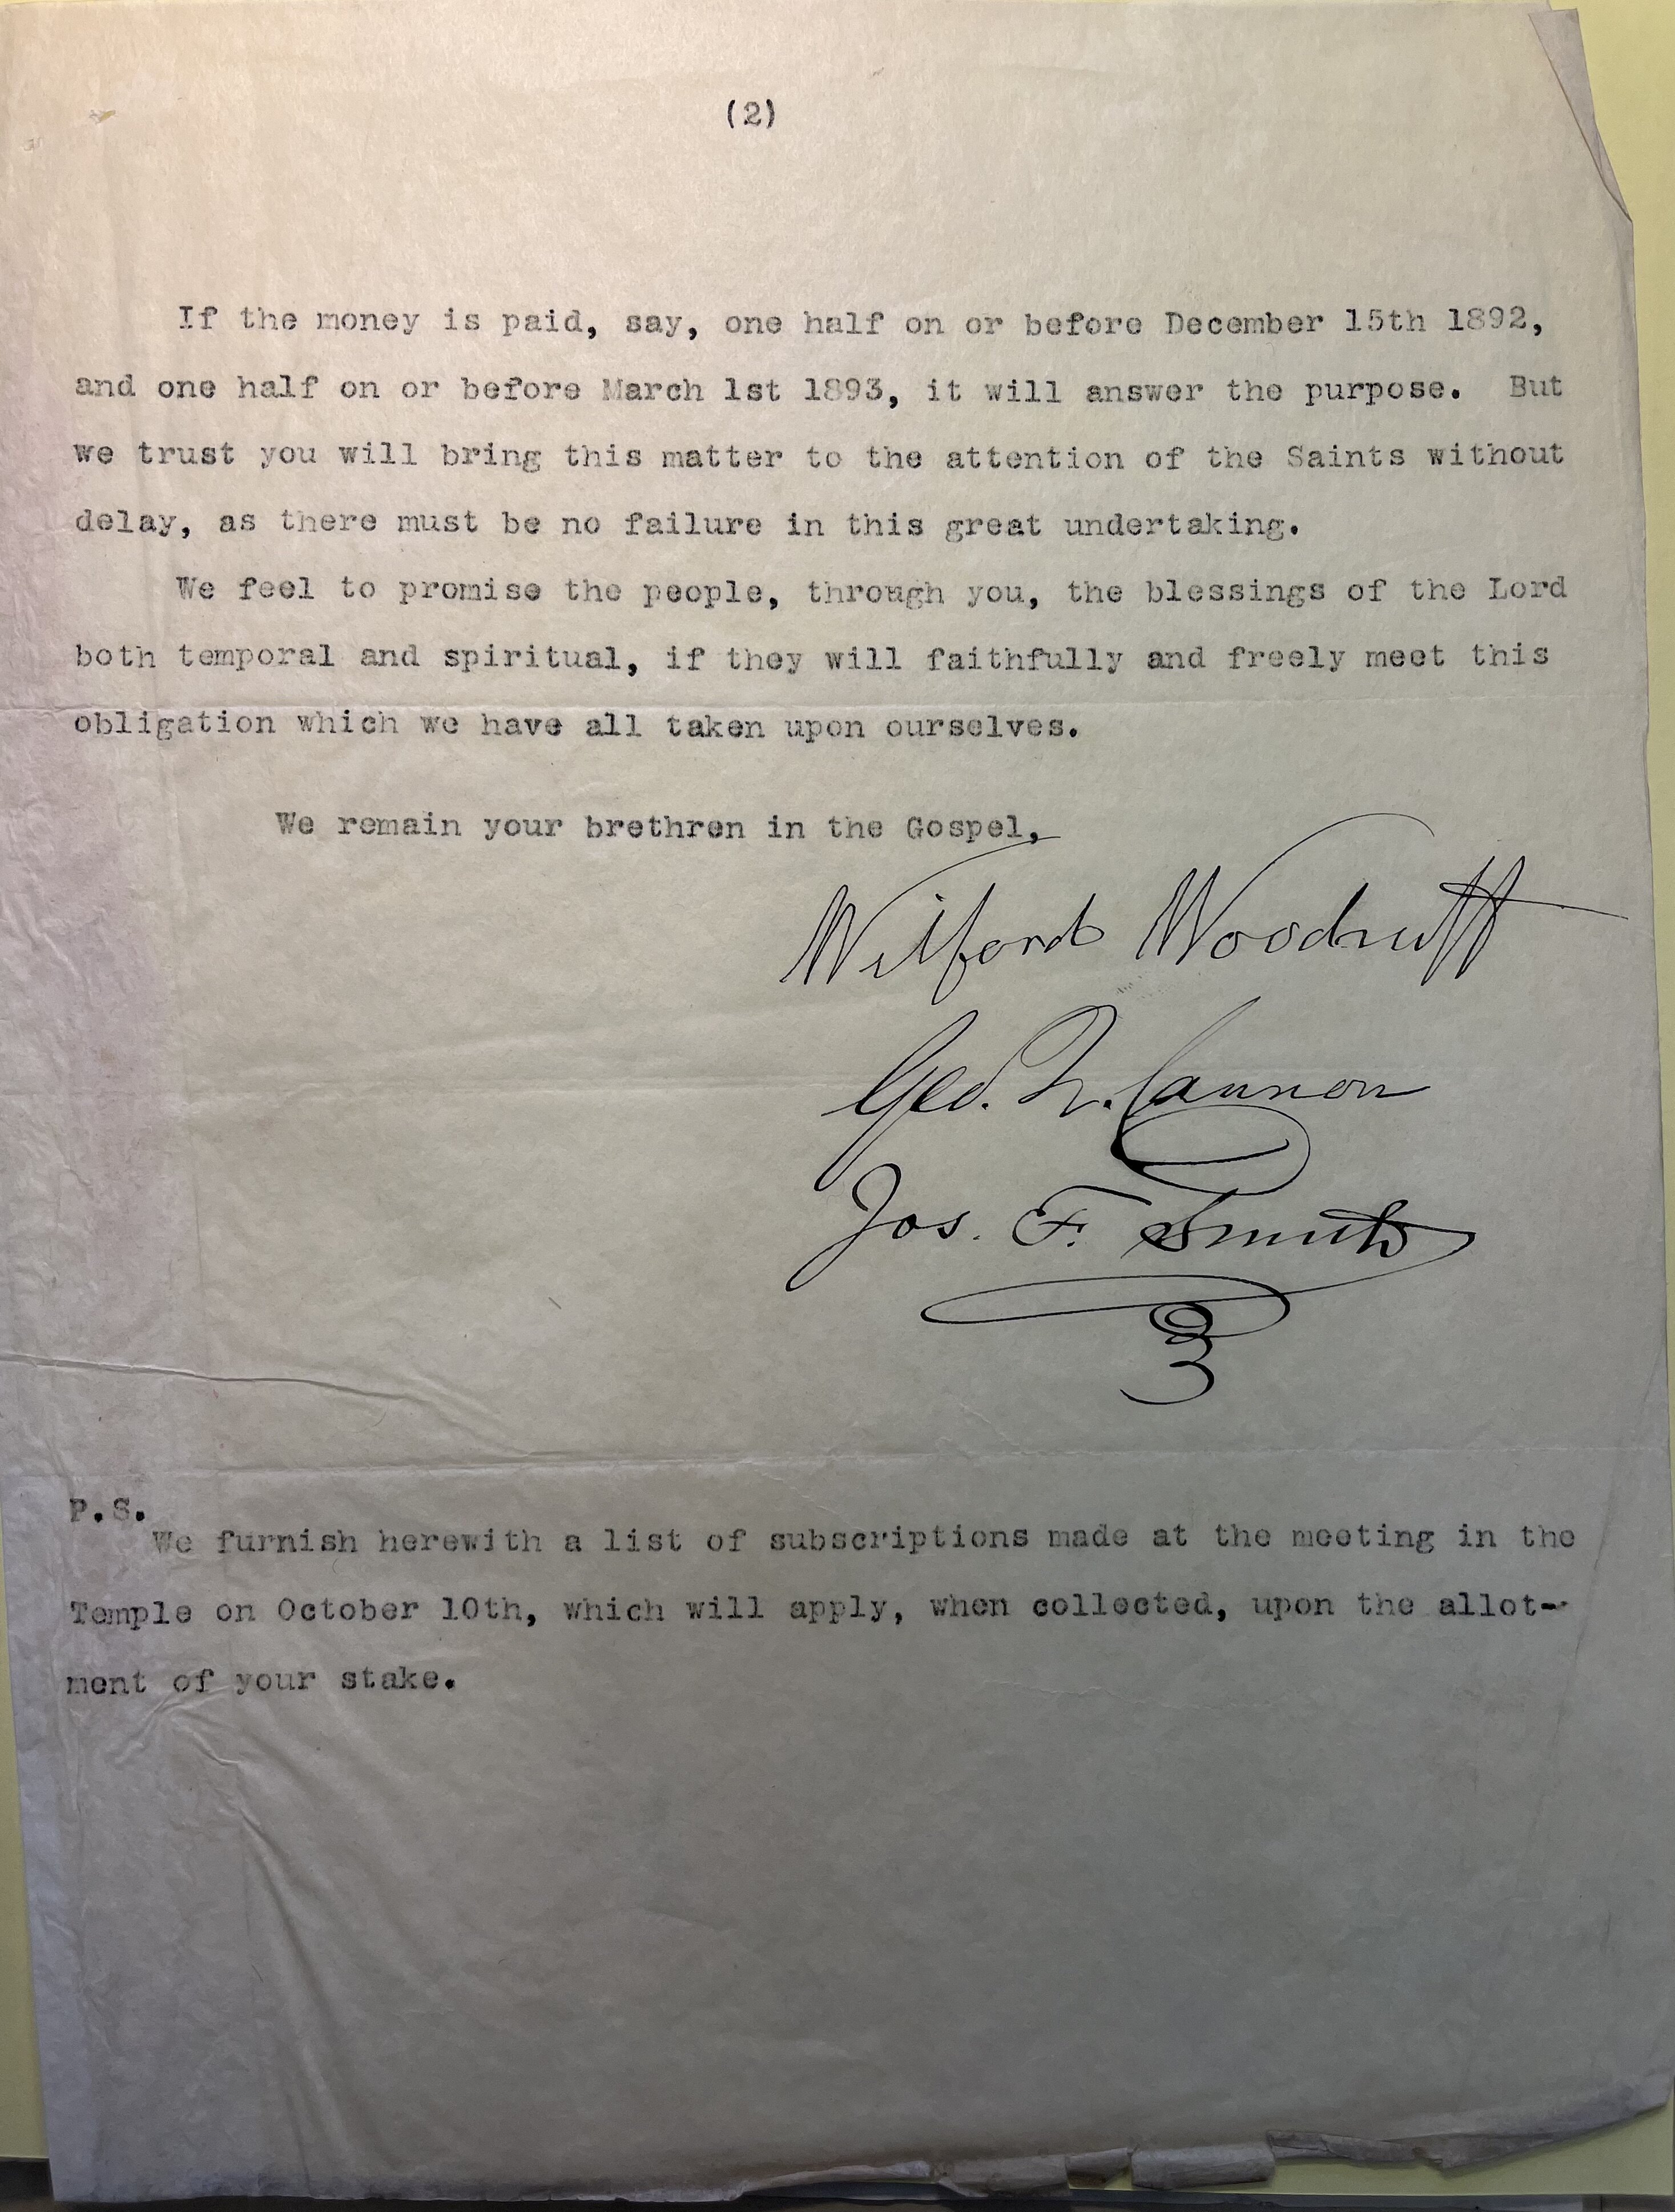 (2)
If the money is paid, say, one half on or before December 15th 1892,
and one half on or before March 1st 1893, it will answer the purpose. But
we trust you will bring this matter to the attention of the Saints without
delay, as there must be no failure in this great undertaking.
We feel to promise the people, through you, the blessings of the Lord
both temporal and spiritual, if they will faithfully and freely meet this
obligation which we have all taken upon ourselves.
We remain your brethren in the Gospel,
Wilford Woodruff
Geo. Q. Cannon
Jos. F. Smith
P.S.
We furnish herewith a list of subscriptions made at the meeting in the
Temple on October 10th, which will apply, when collected, upon the allot-
ment of your stake.